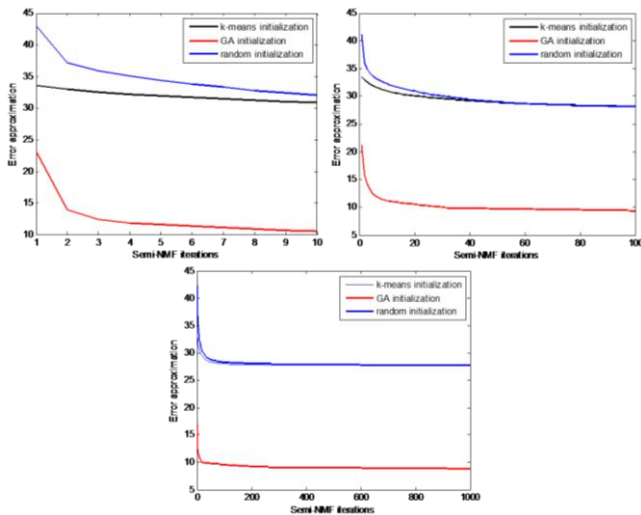 k-means initialization
GA initialization
random initialization
45
40
35
30
25
20
15
10
Error approximation
1 2 3 4 5 6 7 8 9 10
Semi-NMF iterctions
k-means initialization
GA initialization
random initialization
45
40
35
30
25
20
15
10
5
Error approximation
0 20 40 60 80 100
Semi-NMF iterations
k-means initialization
GA initialization
random initialization
45
40
35
30
25
20
15
10
5
Error approximation
0 200 400 600 800 1000
Semi-NMF iterations